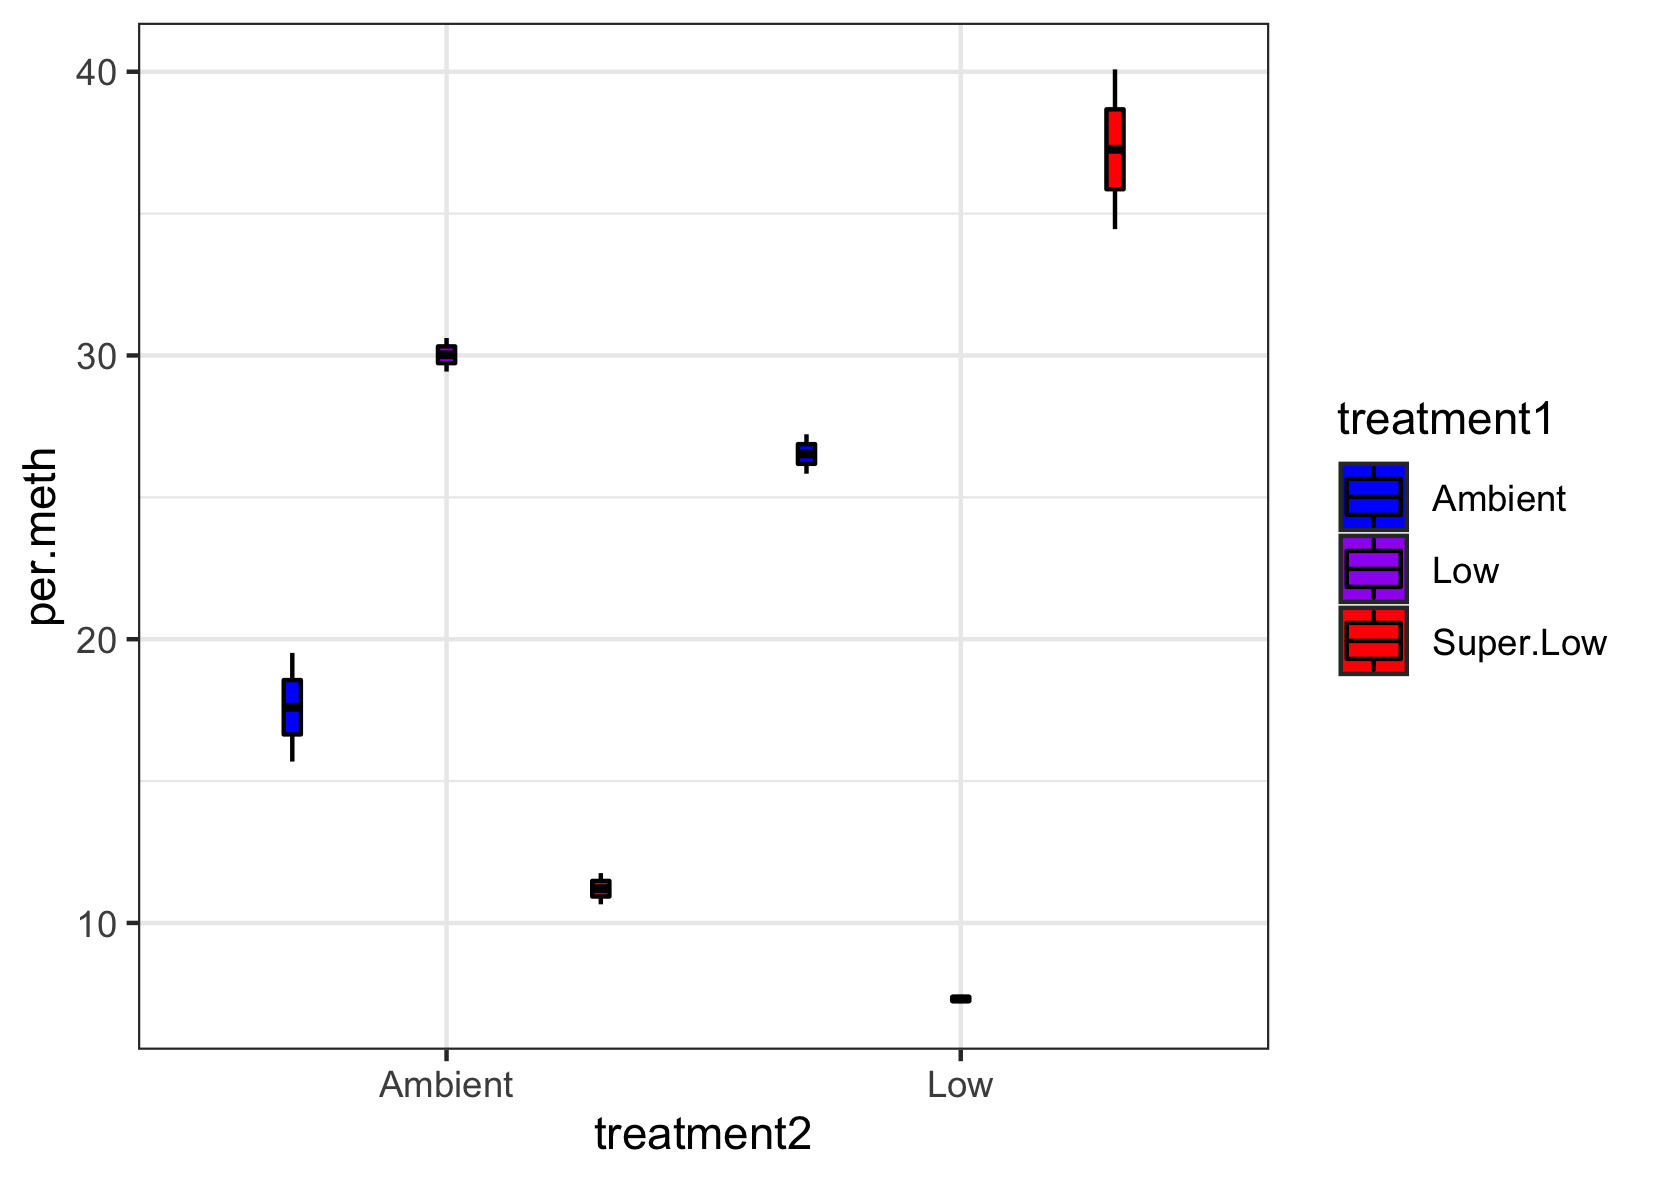 40
30
20
10
per.meth
Ambient
Low
treatment2
treatment1
Ambient
Low
Super.Low